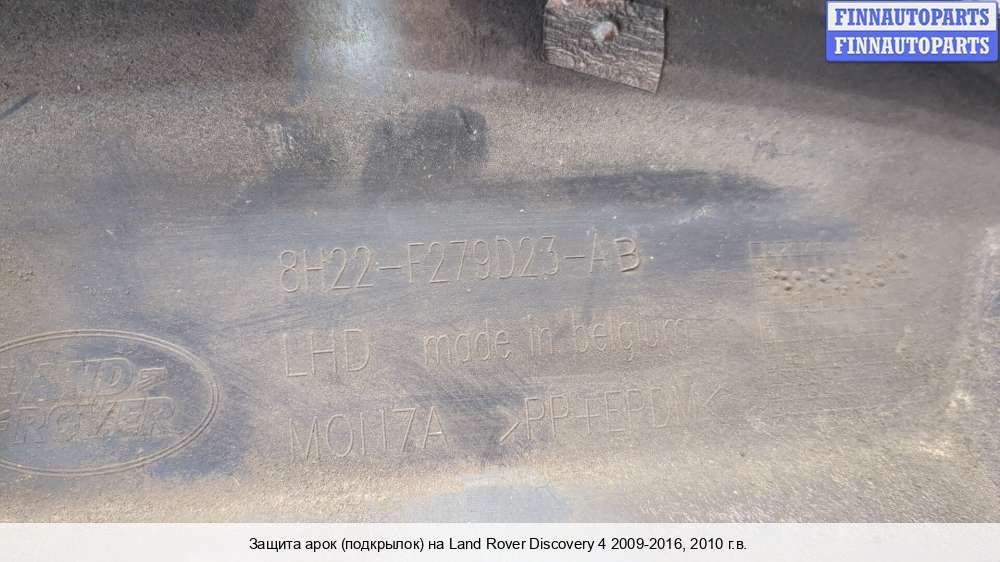 FINNAUTOPARTS
FINNAUTOPARTS
8H22-F279D23-AB
LHD made in belgium
LAND
ROVER
M0117A >PP+EPDM<
Защита арок (подкрылок) на Land Rover Discovery 4 2009-2016, 2010 г.в.